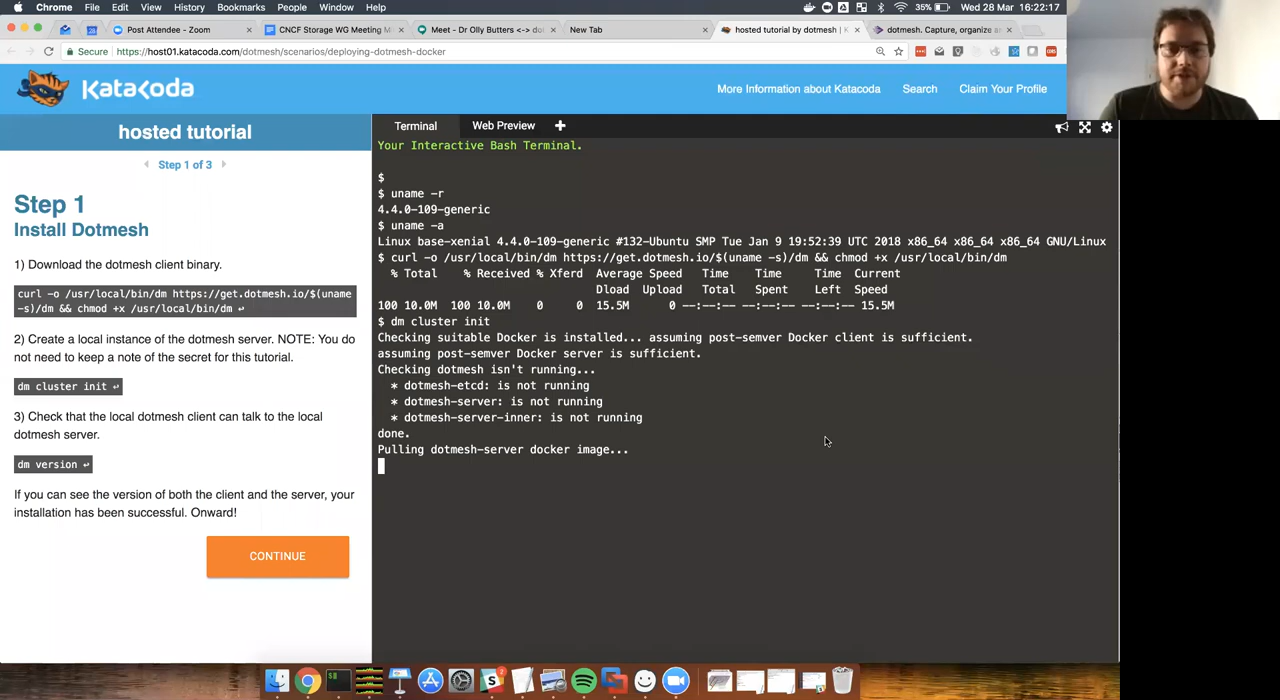 Chrome File Edit View History Bookmarks People Window Help 35% Wed 28 Mar 16:22:17
Post Attendee - Zoom × CNCF Storage WG Meeting M × Meet - Dr Olly Butters <-> do × New Tab × hosted tutorial by dotmesh | K × dotmesh. Capture, organize a ×
Secure https://host01.katacoda.com/dotmesh/scenarios/deploying-dotmesh-docker
KataCoda
More Information about Katacoda Search Claim Your Profile
hosted tutorial
Step 1 of 3
Step 1
Install Dotmesh
1) Download the dotmesh client binary.
curl -o /usr/local/bin/dm https://get.dotmesh.io/$(uname
-s)/dm && chmod +x /usr/local/bin/dm ↩
2) Create a local instance of the dotmesh server. NOTE: You do
not need to keep a note of the secret for this tutorial.
dm cluster init ↩
3) Check that the local dotmesh client can talk to the local
dotmesh server.
dm version ↩
If you can see the version of both the client and the server, your
installation has been successful. Onward!
CONTINUE
Terminal Web Preview +
Your Interactive Bash Terminal.
$
$ uname -r
4.4.0-109-generic
$ uname -a
Linux base-xenial 4.4.0-109-generic #132-Ubuntu SMP Tue Jan 9 19:52:39 UTC 2018 x86_64 x86_64 x86_64 GNU/Linux
$ curl -o /usr/local/bin/dm https://get.dotmesh.io/$(uname -s)/dm && chmod +x /usr/local/bin/dm
% Total % Received % Xferd Average Speed Time Time Time Current
Dload Upload Total Spent Left Speed
100 10.0M 100 10.0M 0 0 15.5M 0 --:--:-- --:--:-- --:--:-- 15.5M
$ dm cluster init
Checking suitable Docker is installed... assuming post-semver Docker client is sufficient.
assuming post-semver Docker server is sufficient.
Checking dotmesh isn't running...
* dotmesh-etcd: is not running
* dotmesh-server: is not running
* dotmesh-server-inner: is not running
done.
Pulling dotmesh-server docker image...